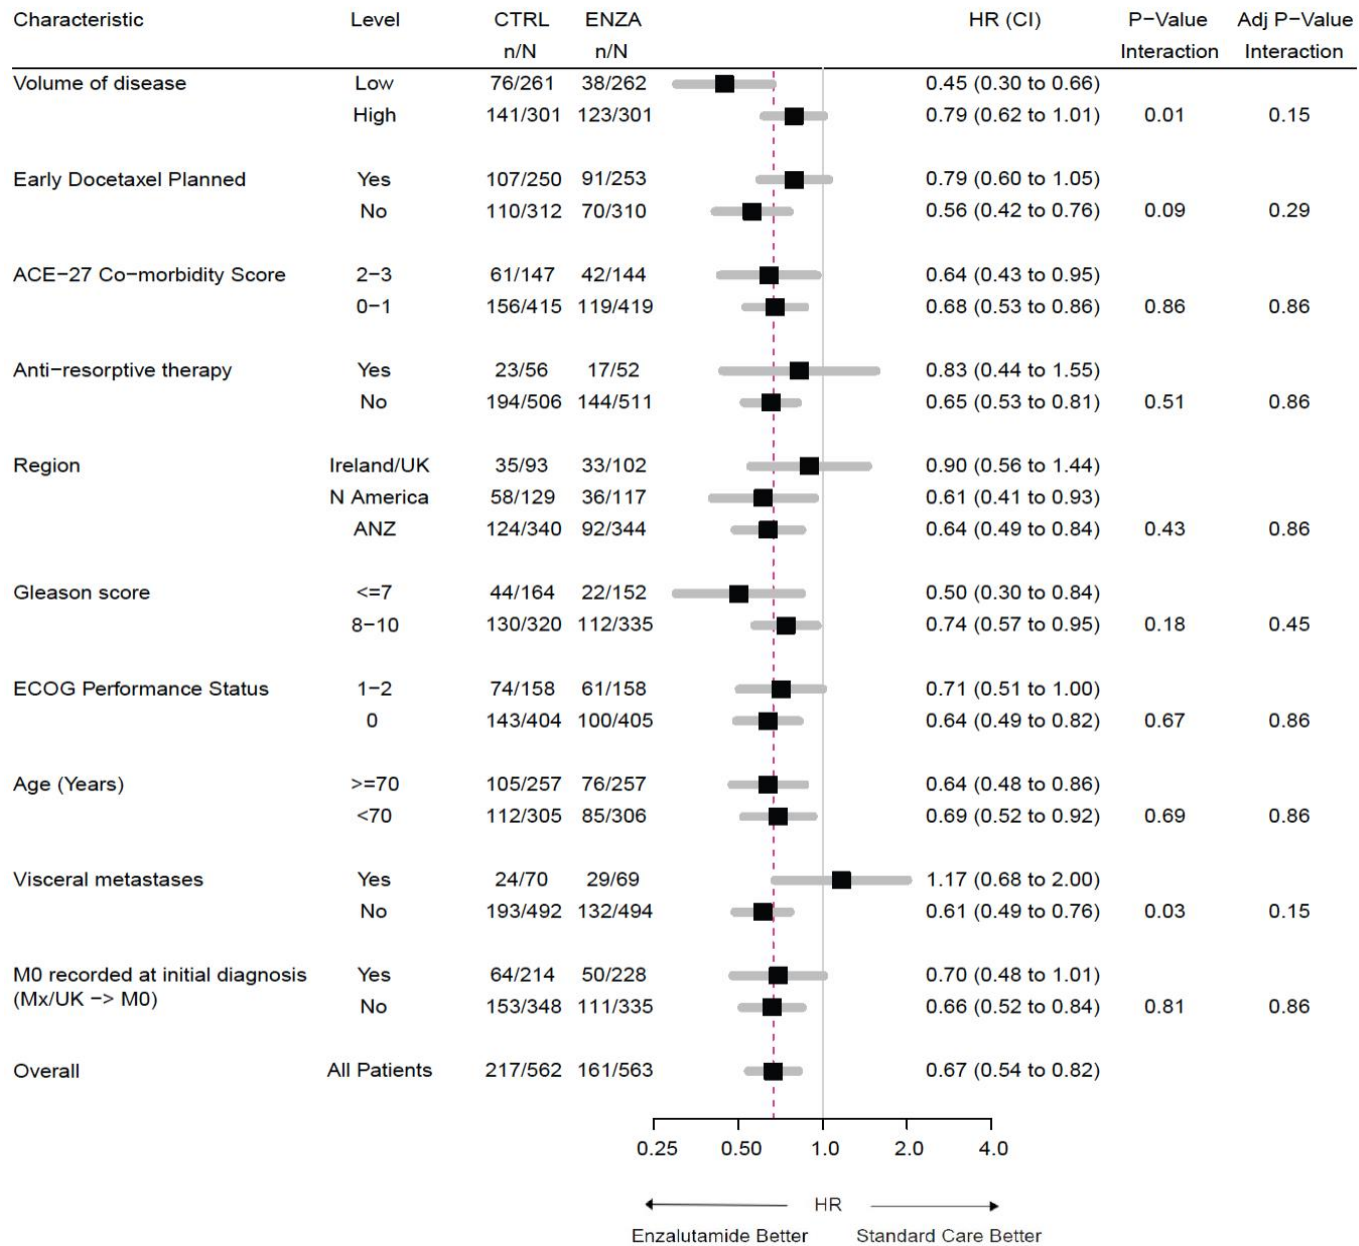 Characteristic Level CTRL ENZA HR (CI) P−Value Adj P−Value
n/N n/N Interaction Interaction
Volume of disease Low 76/261 38/262 0.45 (0.30 to 0.66)
High 141/301 123/301 0.79 (0.62 to 1.01) 0.01 0.15
Early Docetaxel Planned Yes 107/250 91/253 0.79 (0.60 to 1.05)
No 110/312 70/310 0.56 (0.42 to 0.76) 0.09 0.29
ACE−27 Co−morbidity Score 2−3 61/147 42/144 0.64 (0.43 to 0.95)
0−1 156/415 119/419 0.68 (0.53 to 0.86) 0.86 0.86
Anti−resorptive therapy Yes 23/56 17/52 0.83 (0.44 to 1.55)
No 194/506 144/511 0.65 (0.53 to 0.81) 0.51 0.86
Region Ireland/UK 35/93 33/102 0.90 (0.56 to 1.44)
N America 58/129 36/117 0.61 (0.41 to 0.93)
ANZ 124/340 92/344 0.64 (0.49 to 0.84) 0.43 0.86
Gleason score <=7 44/164 22/152 0.50 (0.30 to 0.84)
8−10 130/320 112/335 0.74 (0.57 to 0.95) 0.18 0.45
ECOG Performance Status 1−2 74/158 61/158 0.71 (0.51 to 1.00)
0 143/404 100/405 0.64 (0.49 to 0.82) 0.67 0.86
Age (Years) >=70 105/257 76/257 0.64 (0.48 to 0.86)
<70 112/305 85/306 0.69 (0.52 to 0.92) 0.69 0.86
Visceral metastases Yes 24/70 29/69 1.17 (0.68 to 2.00)
No 193/492 132/494 0.61 (0.49 to 0.76) 0.03 0.15
M0 recorded at initial diagnosis Yes 64/214 50/228 0.70 (0.48 to 1.01)
(Mx/UK −> M0) No 153/348 111/335 0.66 (0.52 to 0.84) 0.81 0.86
Overall All Patients 217/562 161/563 0.67 (0.54 to 0.82)
0.25 0.50 1.0 2.0 4.0
HR
Enzalutamide Better Standard Care Better